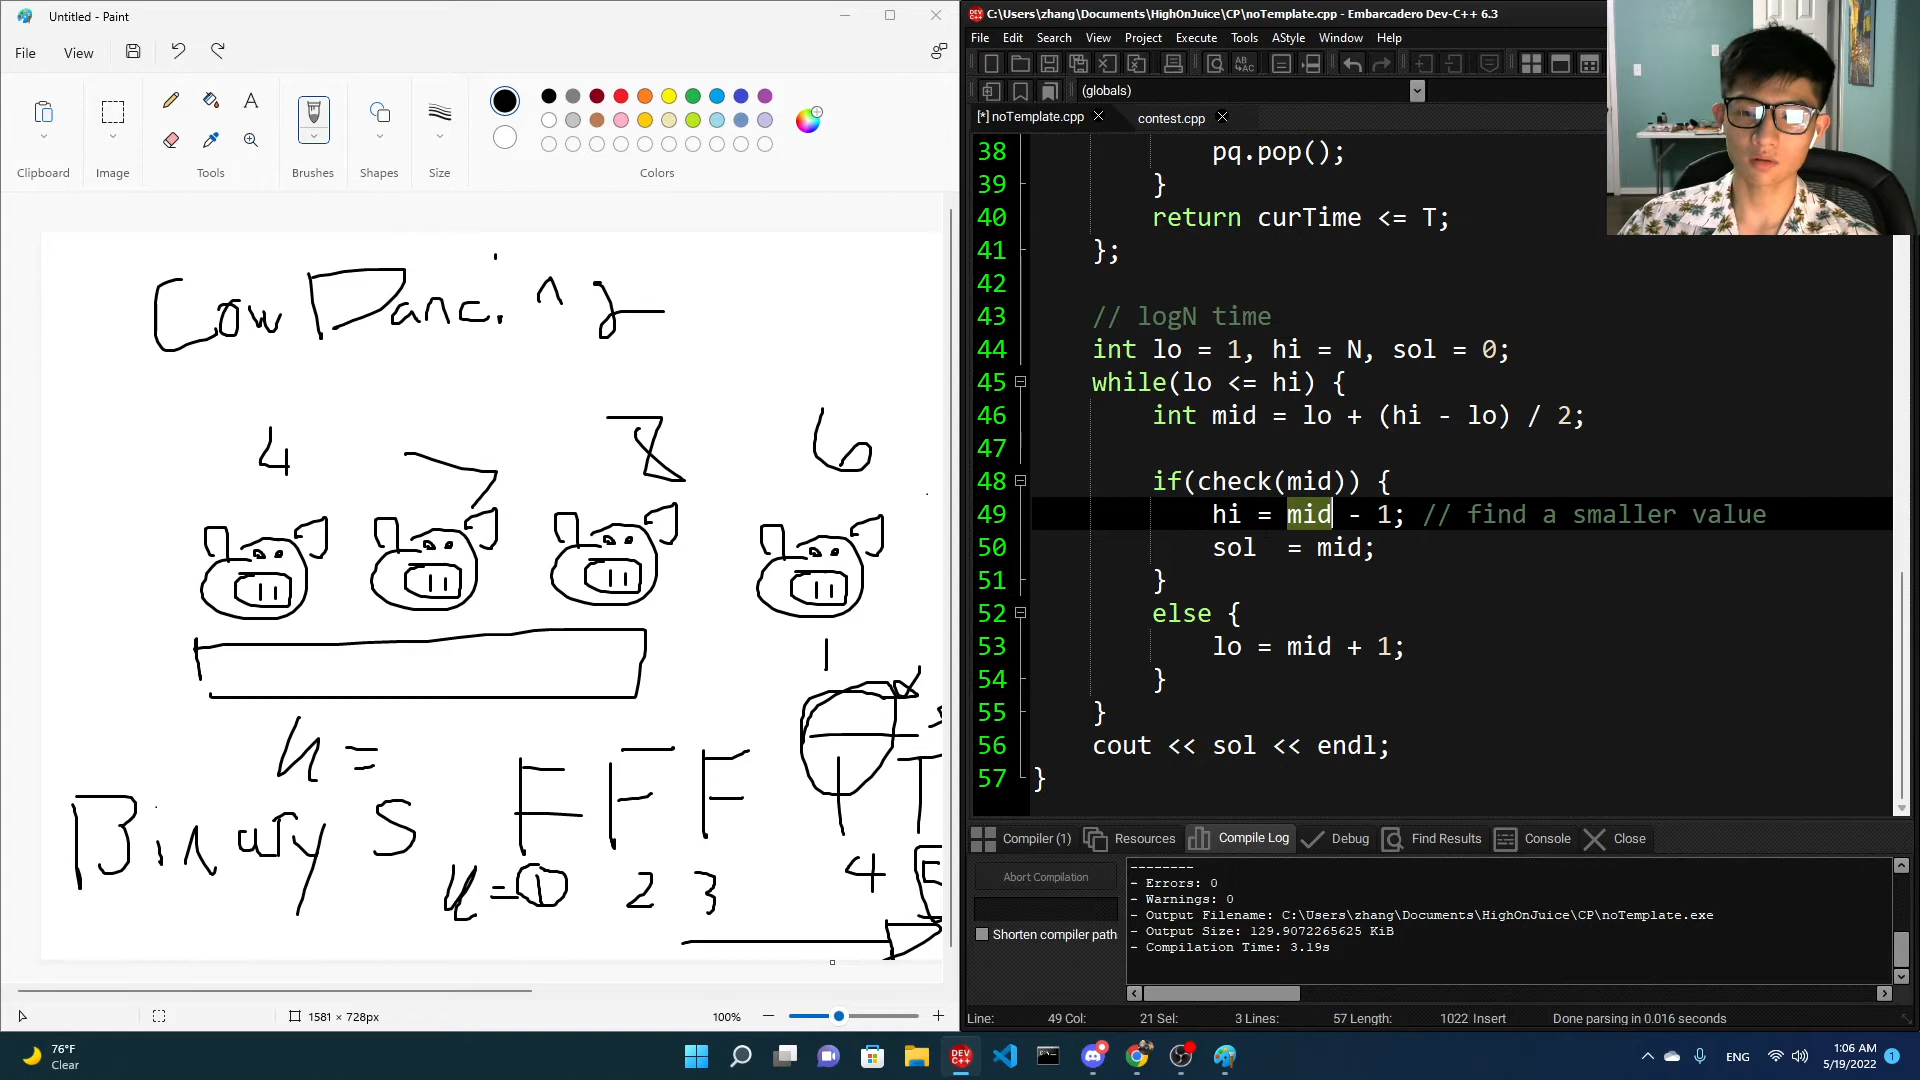 Untitled - Paint
File
View
Clipboard
Image
Tools
Brushes
Shapes
Size
Colors
Cow Dancing
4
7
8
6
K =
1
F F F T T
Binary S
K = 1 2 3 4
1581 × 728px
100%
C:\Users\zhang\Documents\HighOnJuice\CP\noTemplate.cpp - Embarcadero Dev-C++ 6.3
File Edit Search View Project Execute Tools AStyle Window Help
(globals)
[*] noTemplate.cpp
contest.cpp
38 pq.pop();
39 }
40 return curTime <= T;
41 };
42
43 // logN time
44 int lo = 1, hi = N, sol = 0;
45 while(lo <= hi) {
46 int mid = lo + (hi - lo) / 2;
47
48 if(check(mid)) {
49 hi = mid - 1; // find a smaller value
50 sol  = mid;
51 }
52 else {
53 lo = mid + 1;
54 }
55 }
56 cout << sol << endl;
57 }
Compiler (1) Resources Compile Log Debug Find Results Console Close
Abort Compilation
Shorten compiler path
--------
- Errors: 0
- Warnings: 0
- Output Filename: C:\Users\zhang\Documents\HighOnJuice\CP\noTemplate.exe
- Output Size: 129.9072265625 KiB
- Compilation Time: 3.19s
Line: 49 Col: 21 Sel: 3 Lines: 57 Length: 1022 Insert Done parsing in 0.016 seconds
76°F
Clear
DEV C++
ENG
1:06 AM
5/19/2022
1